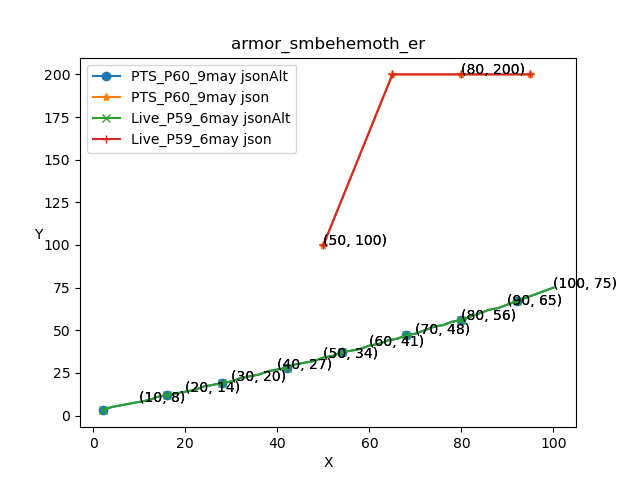 armor_smbehemoth_er
PTS_P60_9may jsonAlt
PTS_P60_9may json
Live_P59_6may jsonAlt
Live_P59_6may json
200
175
150
125
100
75
50
25
0
Y
(80, 200)
(50, 100)
(100, 75)
(90, 65)
(80, 56)
(70, 48)
(60, 41)
(50, 34)
(40, 27)
(30, 20)
(20, 14)
(10, 8)
0 20 40 60 80 100
X